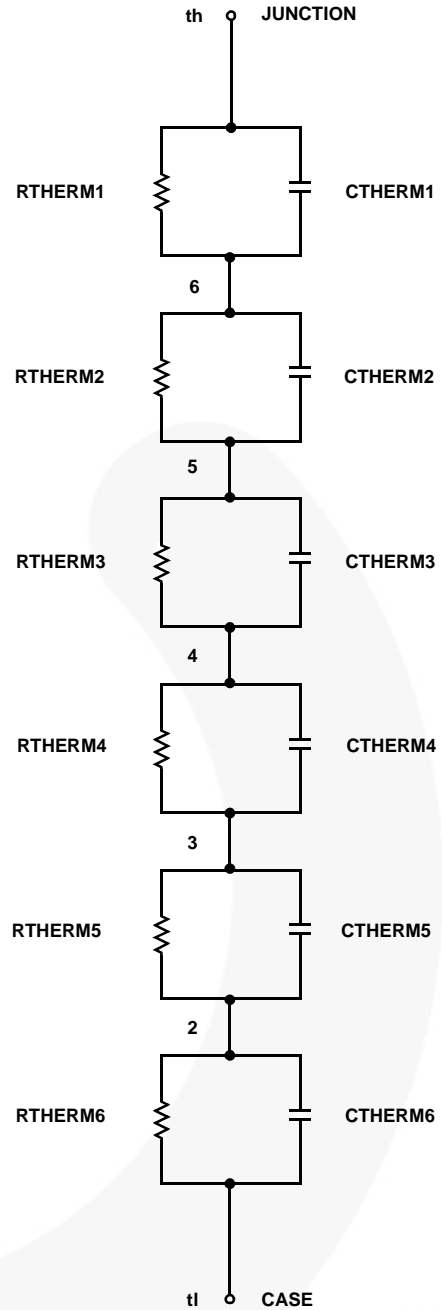 th JUNCTION
RTHERM1 CTHERM1
6
RTHERM2 CTHERM2
5
RTHERM3 CTHERM3
4
RTHERM4 CTHERM4
3
RTHERM5 CTHERM5
2
RTHERM6 CTHERM6
tl CASE